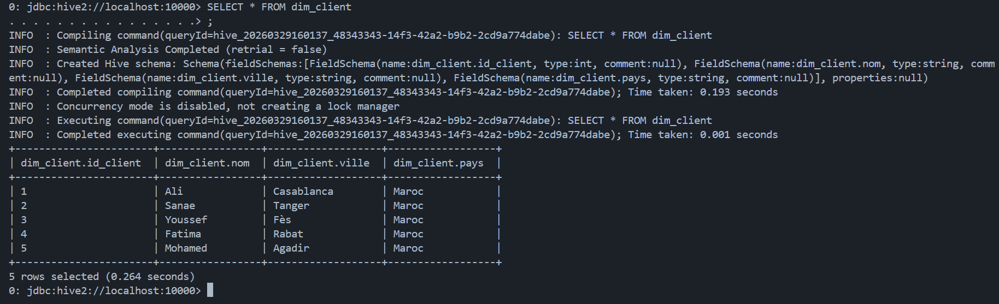 0: jdbc:hive2://localhost:10000> SELECT * FROM dim_client
. . . . . . . . . . . . . . . .> ;
INFO  : Compiling command(queryId=hive_20260329160137_48343343-14f3-42a2-b9b2-2cd9a774dabe): SELECT * FROM dim_client
INFO  : Semantic Analysis Completed (retrial = false)
INFO  : Created Hive schema: Schema(fieldSchemas:[FieldSchema(name:dim_client.id_client, type:int, comment:null), FieldSchema(name:dim_client.nom, type:string, comm
ent:null), FieldSchema(name:dim_client.ville, type:string, comment:null), FieldSchema(name:dim_client.pays, type:string, comment:null)], properties:null)
INFO  : Completed compiling command(queryId=hive_20260329160137_48343343-14f3-42a2-b9b2-2cd9a774dabe); Time taken: 0.193 seconds
INFO  : Concurrency mode is disabled, not creating a lock manager
INFO  : Executing command(queryId=hive_20260329160137_48343343-14f3-42a2-b9b2-2cd9a774dabe): SELECT * FROM dim_client
INFO  : Completed executing command(queryId=hive_20260329160137_48343343-14f3-42a2-b9b2-2cd9a774dabe); Time taken: 0.001 seconds
+-----------------------+-----------------+-------------------+------------------+
| dim_client.id_client  | dim_client.nom  | dim_client.ville  | dim_client.pays  |
+-----------------------+-----------------+-------------------+------------------+
| 1                     | Ali             | Casablanca        | Maroc            |
| 2                     | Sanae           | Tanger            | Maroc            |
| 3                     | Youssef         | Fès               | Maroc            |
| 4                     | Fatima          | Rabat             | Maroc            |
| 5                     | Mohamed         | Agadir            | Maroc            |
+-----------------------+-----------------+-------------------+------------------+
5 rows selected (0.264 seconds)
0: jdbc:hive2://localhost:10000>